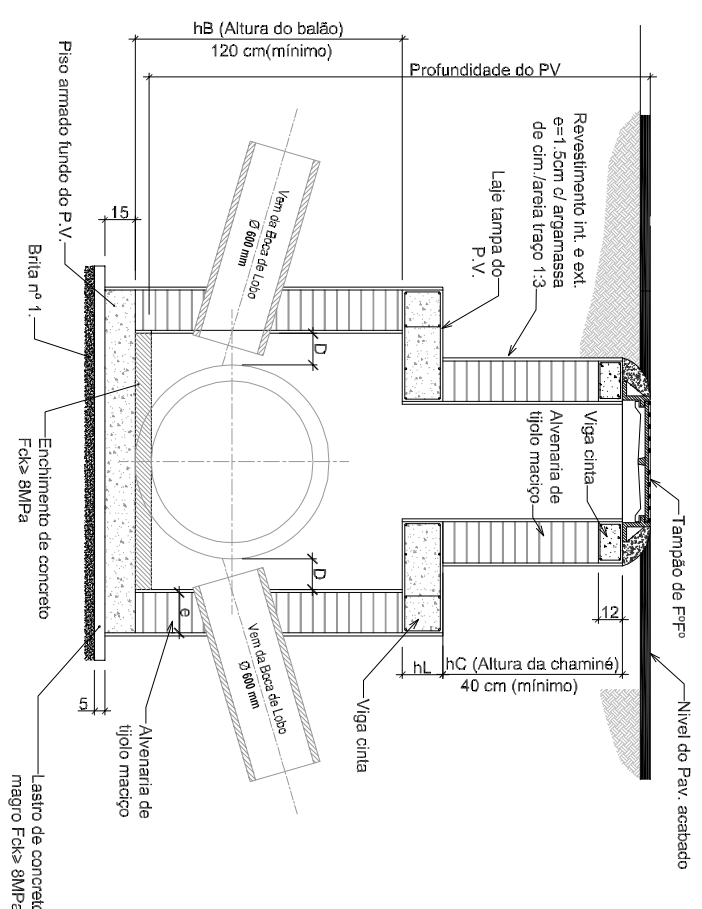 hB (Altura do balão)
120 cm(mínimo)
Profundidade do PV
Piso armado fundo do P.V.
Brita nº 1.
15
Revestimento int. e ext.
e=1.5cm c/ argamassa
de cim./areia traço 1:3
Laje tampa do
P.V.
Vem da Boca de Lobo
Ø 600 mm
D
Viga cinta
Alvenaria de
tijolo maciço
Tampão de FºFº
Enchimento de concreto
Fck≥ 8MPa
D
e
12
hL
hC (Altura da chaminé)
40 cm (mínimo)
Vem da Boca de Lobo
Ø 600 mm
Viga cinta
Nivel do Pav. acabado
5
Alvenaria de
tijolo maciço
Lastro de concreto
magro Fck≥ 8MPa